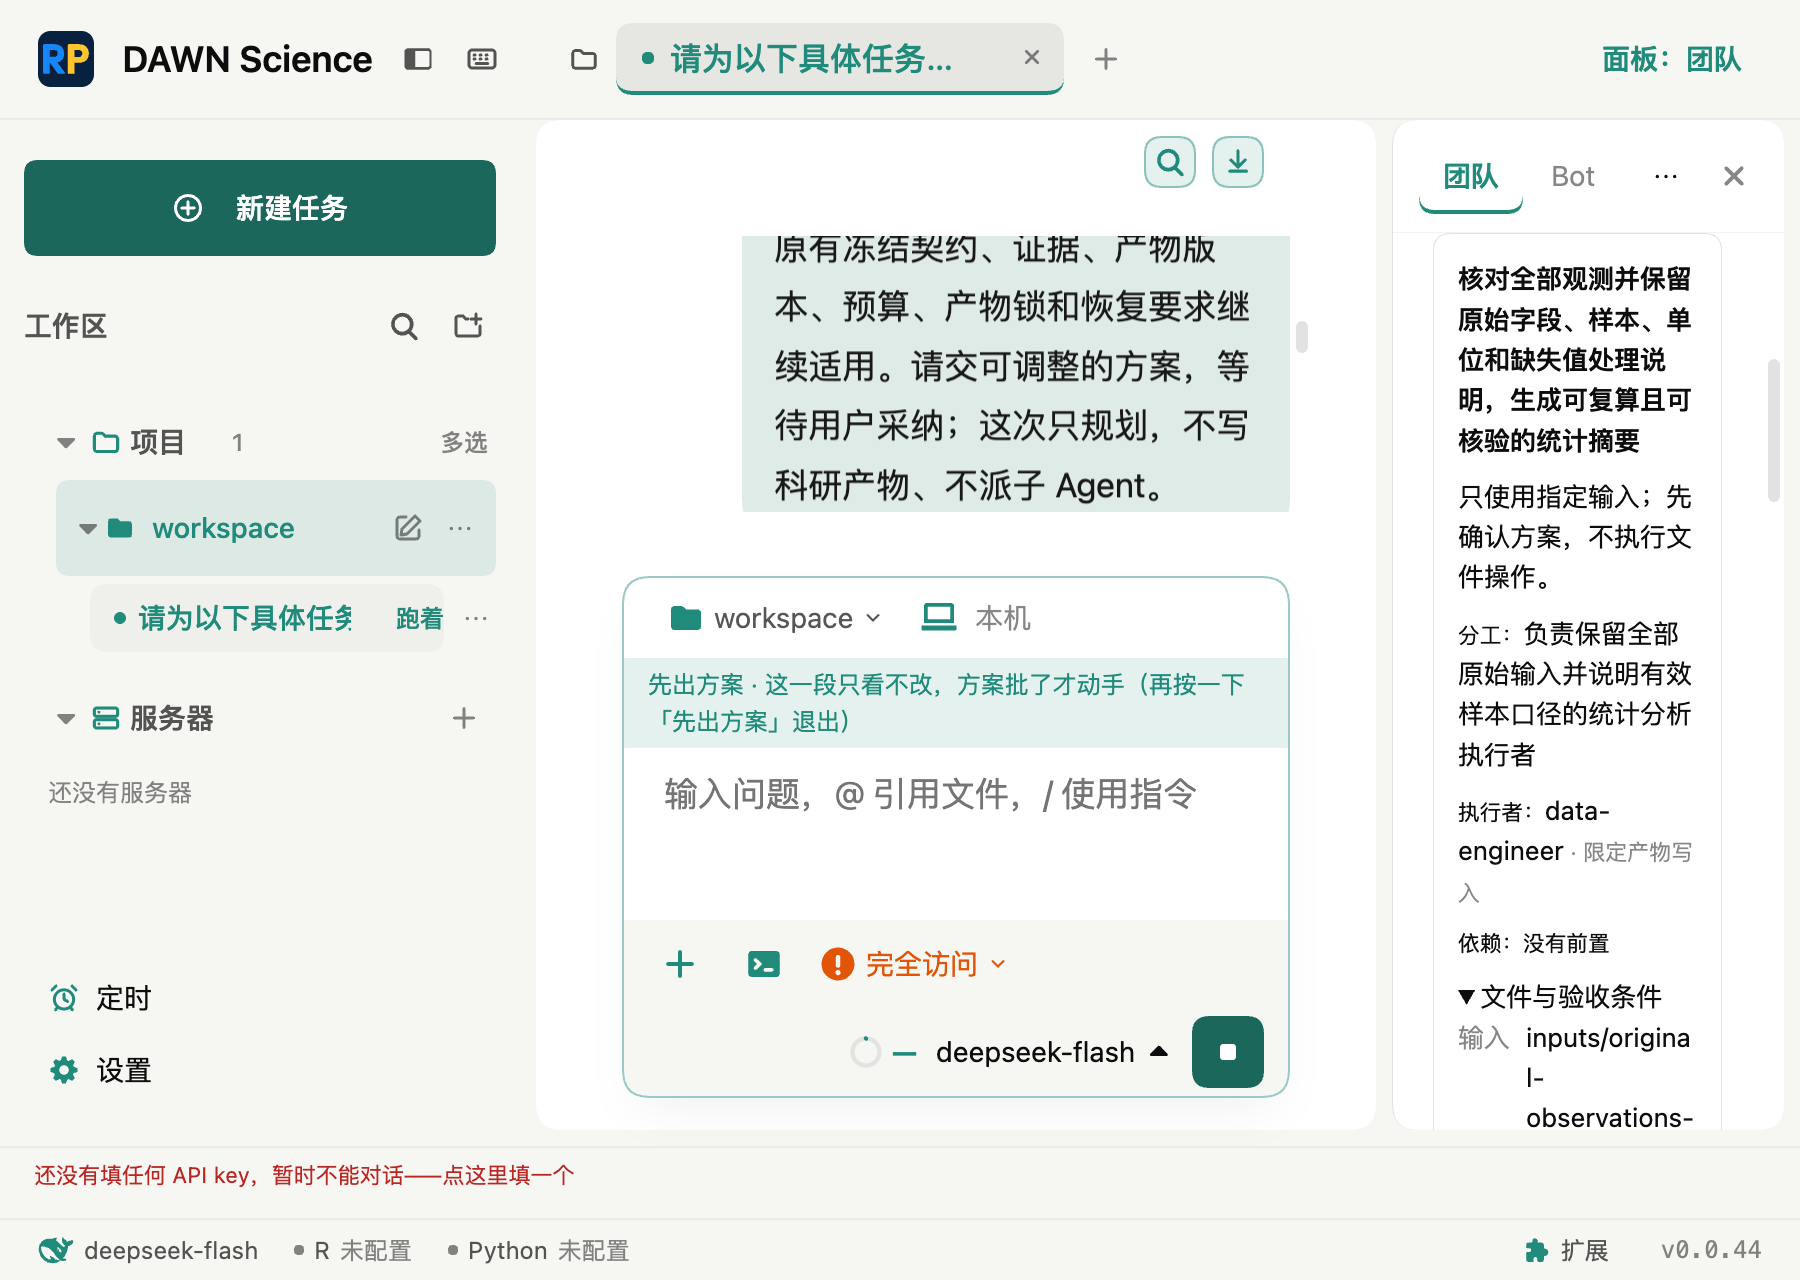 RP DAWN Science
请为以下具体任务...
面板：团队
新建任务
工作区
项目 1 多选
workspace
请为以下具体任务 跑着
服务器
还没有服务器
定时
设置
原有冻结契约、证据、产物版
本、预算、产物锁和恢复要求继
续适用。请交可调整的方案，等
待用户采纳；这次只规划，不写
科研产物、不派子 Agent。
workspace 本机
先出方案 · 这一段只看不改，方案批了才动手（再按一下
「先出方案」退出）
输入问题，@ 引用文件，/ 使用指令
完全访问
deepseek-flash
团队 Bot ...
核对全部观测并保留
原始字段、样本、单
位和缺失值处理说
明，生成可复算且可
核验的统计摘要
只使用指定输入；先
确认方案，不执行文
件操作。
分工：负责保留全部
原始输入并说明有效
样本口径的统计分析
执行者
执行者：data-
engineer · 限定产物写
入
依赖：没有前置
▼文件与验收条件
输入 inputs/origina
l-
observations-
还没有填任何 API key，暂时不能对话——点这里填一个
deepseek-flash R 未配置 Python 未配置
扩展 v0.0.44